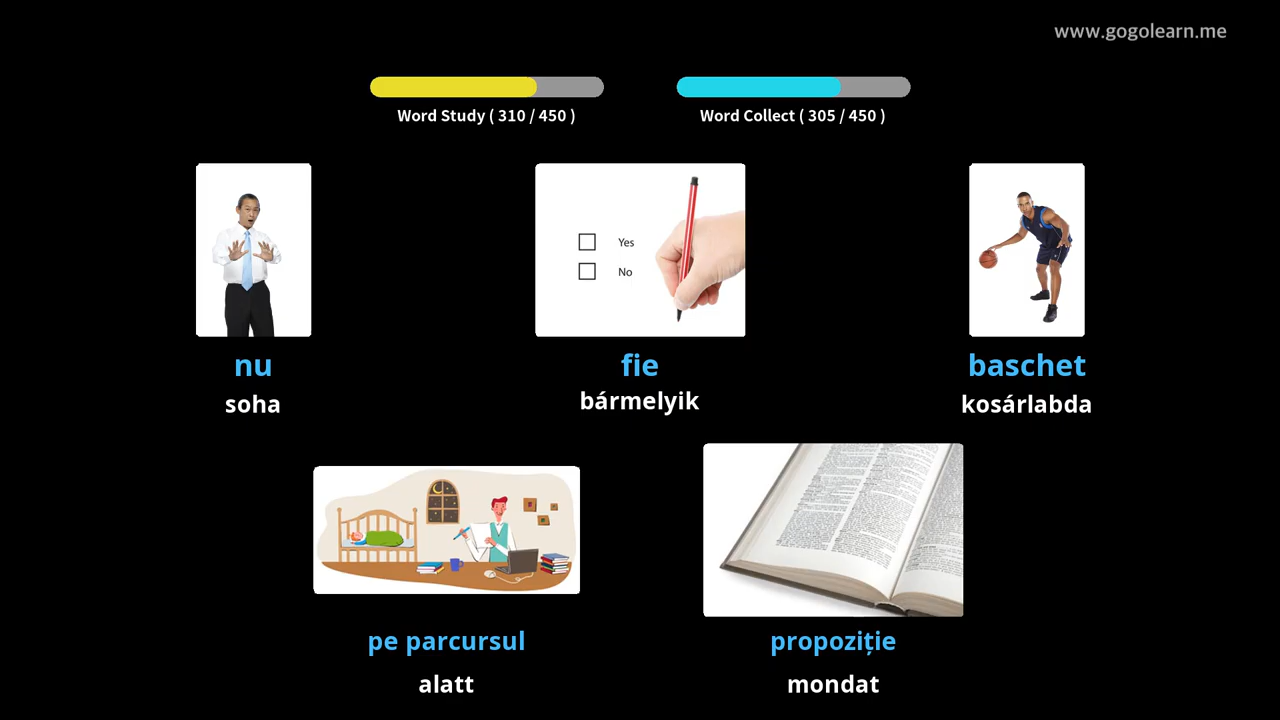 www.gogolearn.me
Word Study ( 310 / 450 )
Word Collect ( 305 / 450 )
Yes
No
nu
fie
baschet
soha
bármelyik
kosárlabda
pe parcursul
propoziție
alatt
mondat